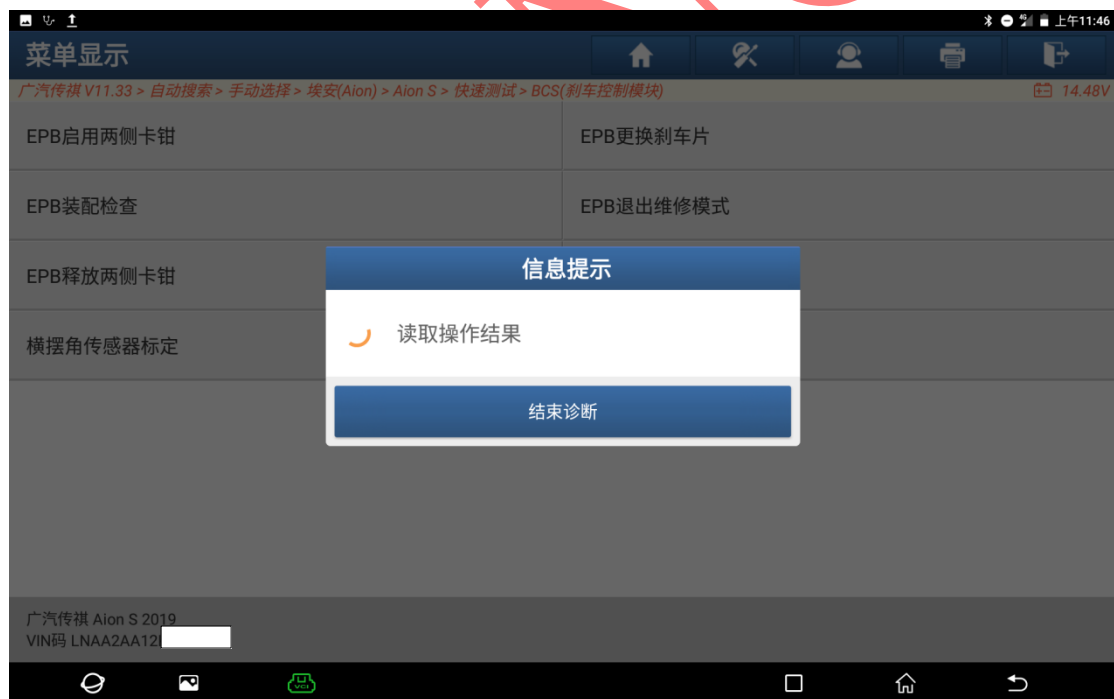 上午11:46
菜单显示
广汽传祺 V11.33 > 自动搜索 > 手动选择 > 埃安(Aion) > Aion S > 快速测试 > BCS(刹车控制模块)
14.48V
EPB启用两侧卡钳
EPB更换刹车片
EPB装配检查
EPB退出维修模式
EPB释放两侧卡钳
横摆角传感器标定
信息提示
读取操作结果
结束诊断
广汽传祺 Aion S 2019
VIN码 LNAA2AA12
VCI